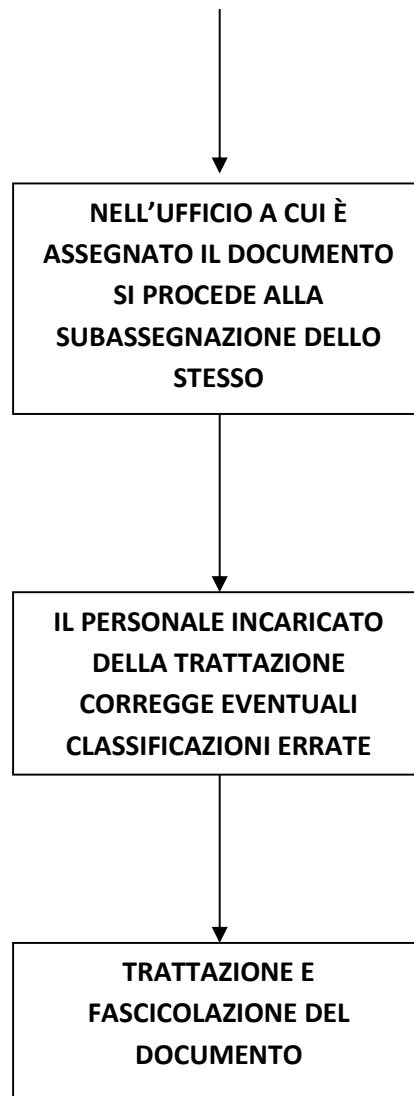 NELL’UFFICIO A CUI È
ASSEGNATO IL DOCUMENTO
SI PROCEDE ALLA
SUBASSEGNAZIONE DELLO
STESSO
IL PERSONALE INCARICATO
DELLA TRATTAZIONE
CORREGGE EVENTUALI
CLASSIFICAZIONI ERRATE
TRATTAZIONE E
FASCICOLAZIONE DEL
DOCUMENTO